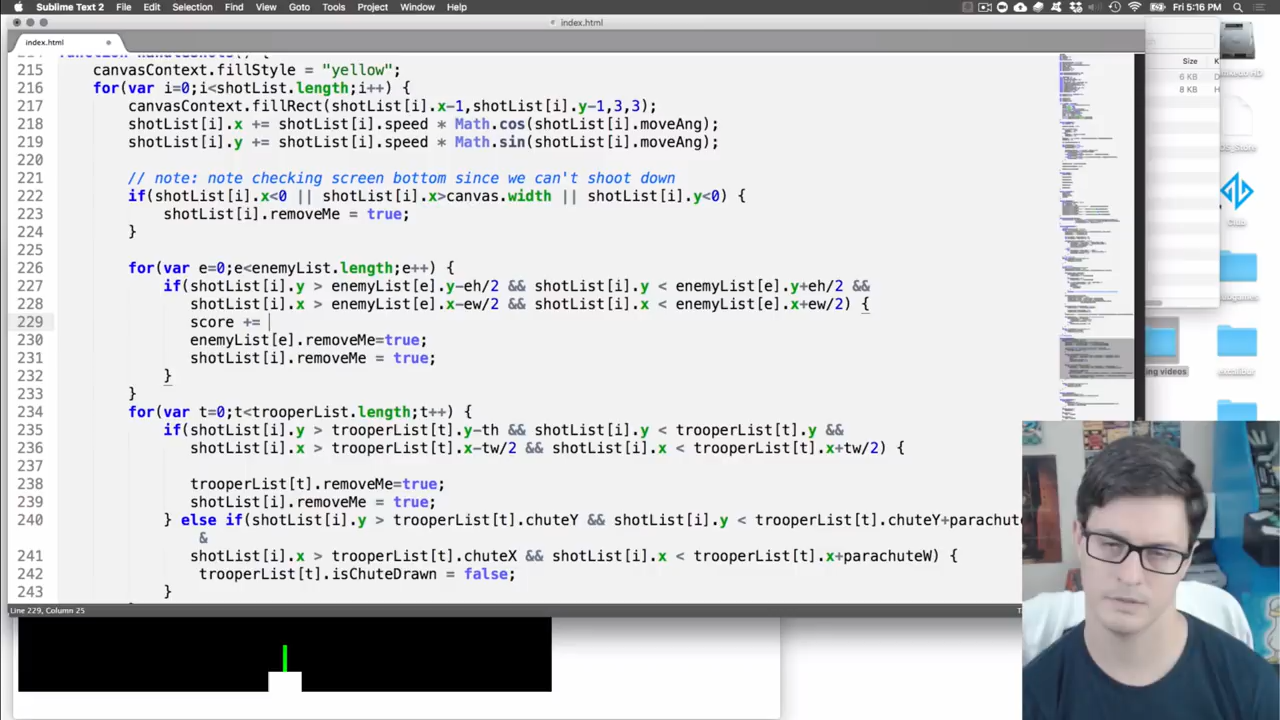 Sublime Text 2 File Edit Selection Find View Goto Tools Project Window Help Fri 5:16 PM
index.html
index.html
Size
6 KB
8 KB
215 canvasContext.fillStyle = "yellow";
216 for(var i=0;i<shotList.length;i++) {
217 canvasContext.fillRect(shotList[i].x-1,shotList[i].y-1,3,3);
218 shotList[i].x += shotList[i].speed * Math.cos(shotList[i].moveAng);
219 shotList[i].y += shotList[i].speed * Math.sin(shotList[i].moveAng);
220
221 // note: not checking screen bottom since we can't shoot down
222 if(shotList[i].x<0 || shotList[i].x>canvas.width || shotList[i].y<0) {
223 shotList[i].removeMe = true;
224 }
225
226 for(var e=0;e<enemyList.length;e++) {
227 if(shotList[i].y > enemyList[e].y-eh/2 && shotList[i].y < enemyList[e].y+eh/2 &&
228 shotList[i].x > enemyList[e].x-ew/2 && shotList[i].x < enemyList[e].x+ew/2) {
229 score +=
230 enemyList[e].removeMe=true;
231 shotList[i].removeMe = true;
232 }
233 }
234 for(var t=0;t<trooperList.length;t++) {
235 if(shotList[i].y > trooperList[t].y-th && shotList[i].y < trooperList[t].y &&
236 shotList[i].x > trooperList[t].x-tw/2 && shotList[i].x < trooperList[t].x+tw/2) {
237
238 trooperList[t].removeMe=true;
239 shotList[i].removeMe = true;
240 } else if(shotList[i].y > trooperList[t].chuteY && shotList[i].y < trooperList[t].chuteY+parachute
&
241 shotList[i].x > trooperList[t].chuteX && shotList[i].x < trooperList[t].x+parachuteW) {
242 trooperList[t].isChuteDrawn = false;
243 }
Line 229, Column 25